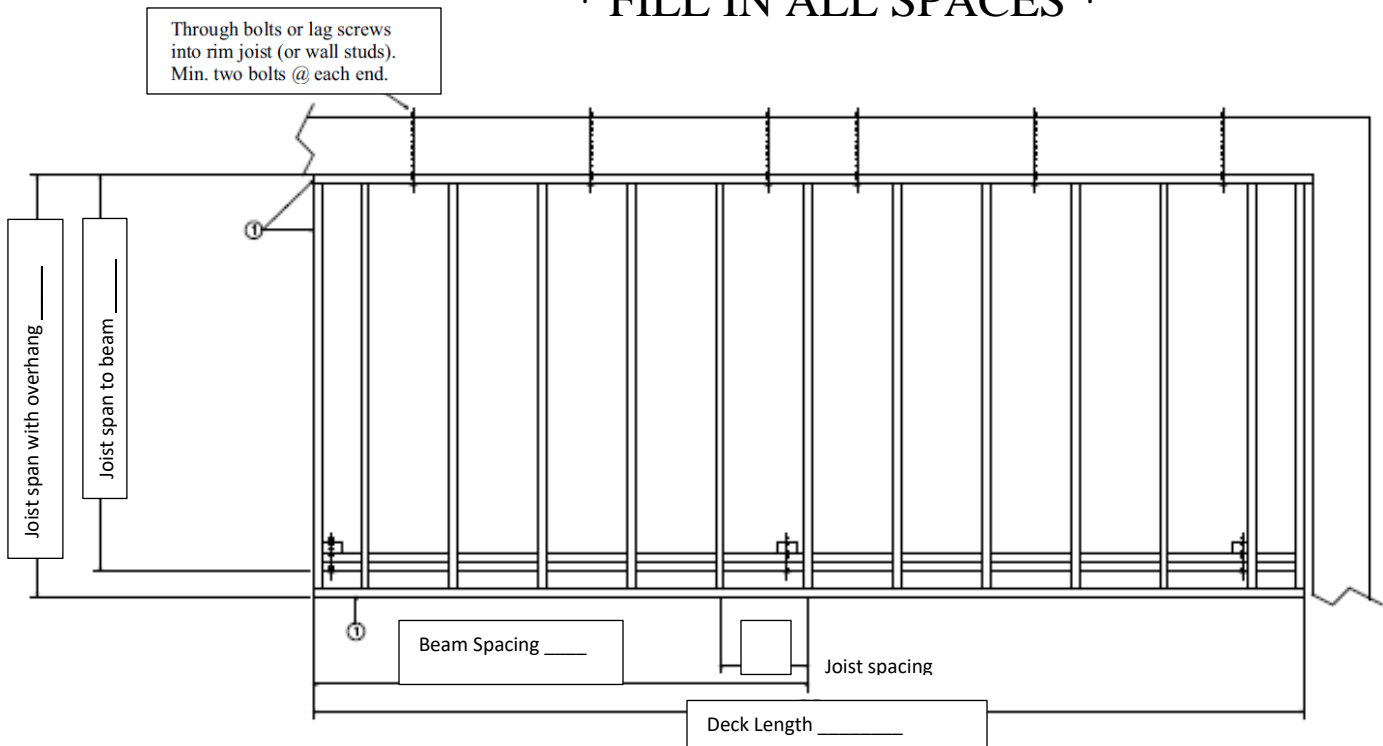 * FILL IN ALL SPACES *
Through bolts or lag screws
into rim joist (or wall studs).
Min. two bolts @ each end.
①
Joist span with overhang _____
Joist span to beam _____
①
Beam Spacing ____
Joist spacing
Deck Length ________